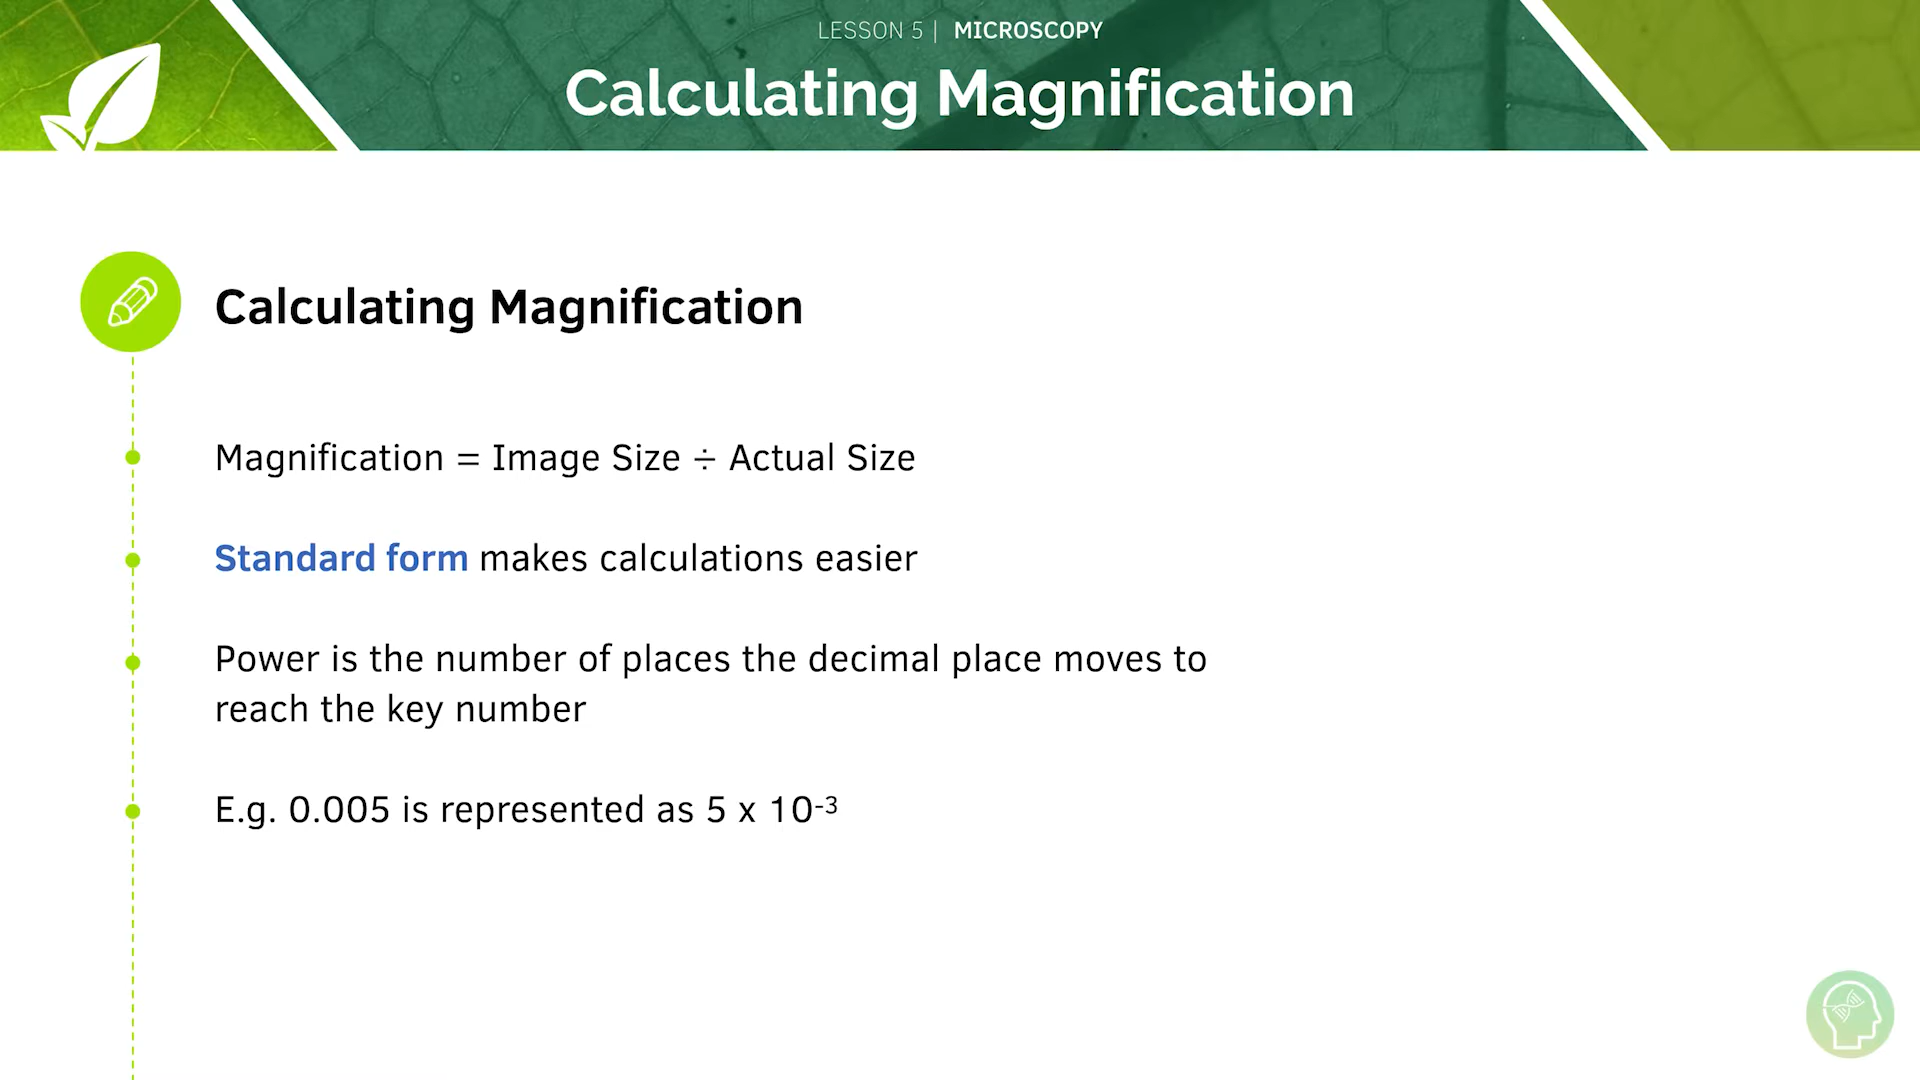 LESSON 5 | MICROSCOPY
Calculating Magnification
Calculating Magnification
Magnification = Image Size ÷ Actual Size
Standard form makes calculations easier
Power is the number of places the decimal place moves to
reach the key number
E.g. 0.005 is represented as 5 x 10⁻³